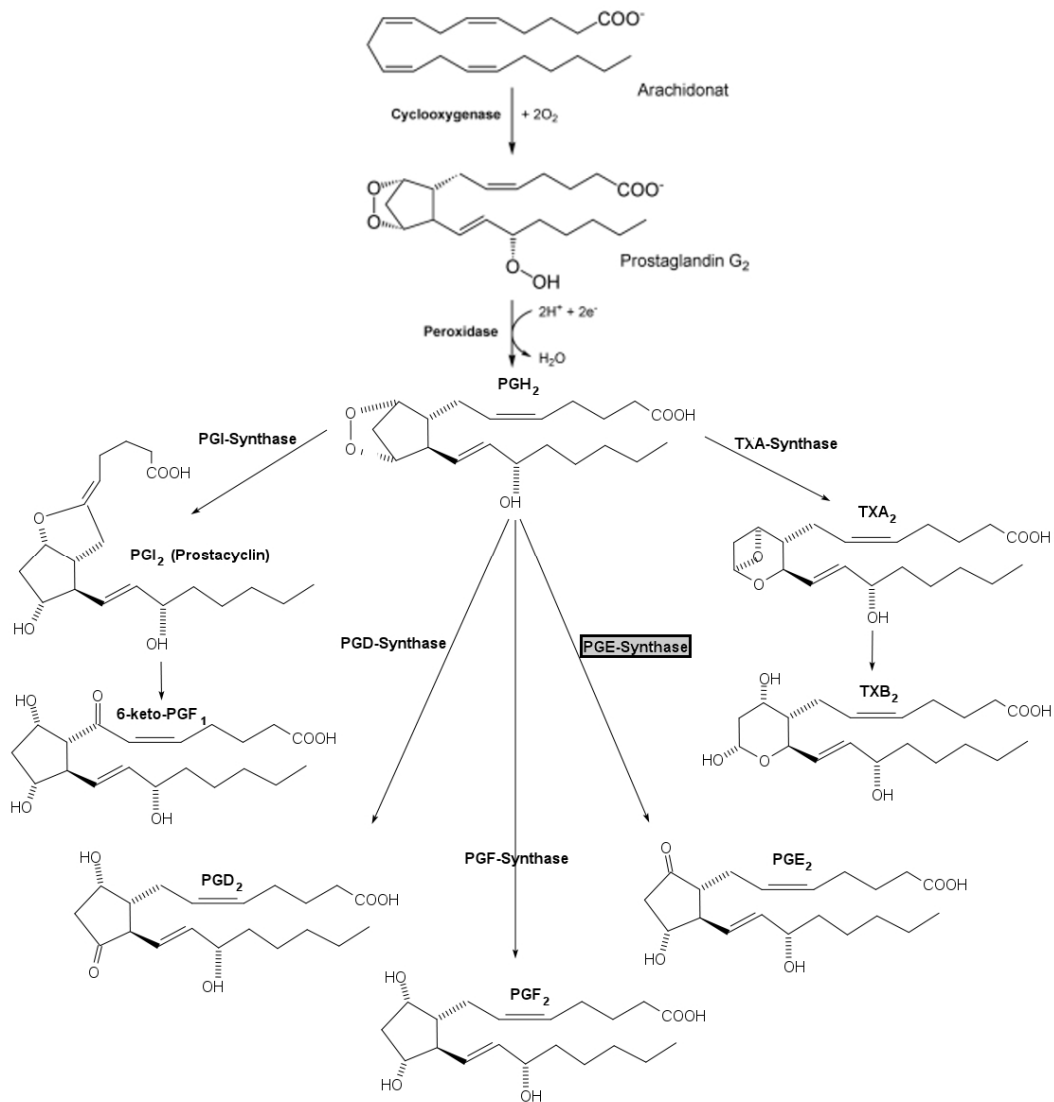 COO⁻
Arachidonat
Cyclooxygenase
+ 2O₂
O
O
COO⁻
O
OH
Prostaglandin G₂
Peroxidase
2H⁺ + 2e⁻
H₂O
PGH₂
O
O
COOH
OH
PGI-Synthase
TXA-Synthase
COOH
O
PGI₂ (Prostacyclin)
HO
OH
TXA₂
O
O
COOH
OH
PGD-Synthase
PGE-Synthase
HO
O
6-keto-PGF₁
COOH
HO
OH
OH
TXB₂
COOH
HO
O
OH
PGF-Synthase
HO
PGD₂
COOH
O
OH
O
PGE₂
COOH
HO
OH
HO
PGF₂
COOH
HO
OH